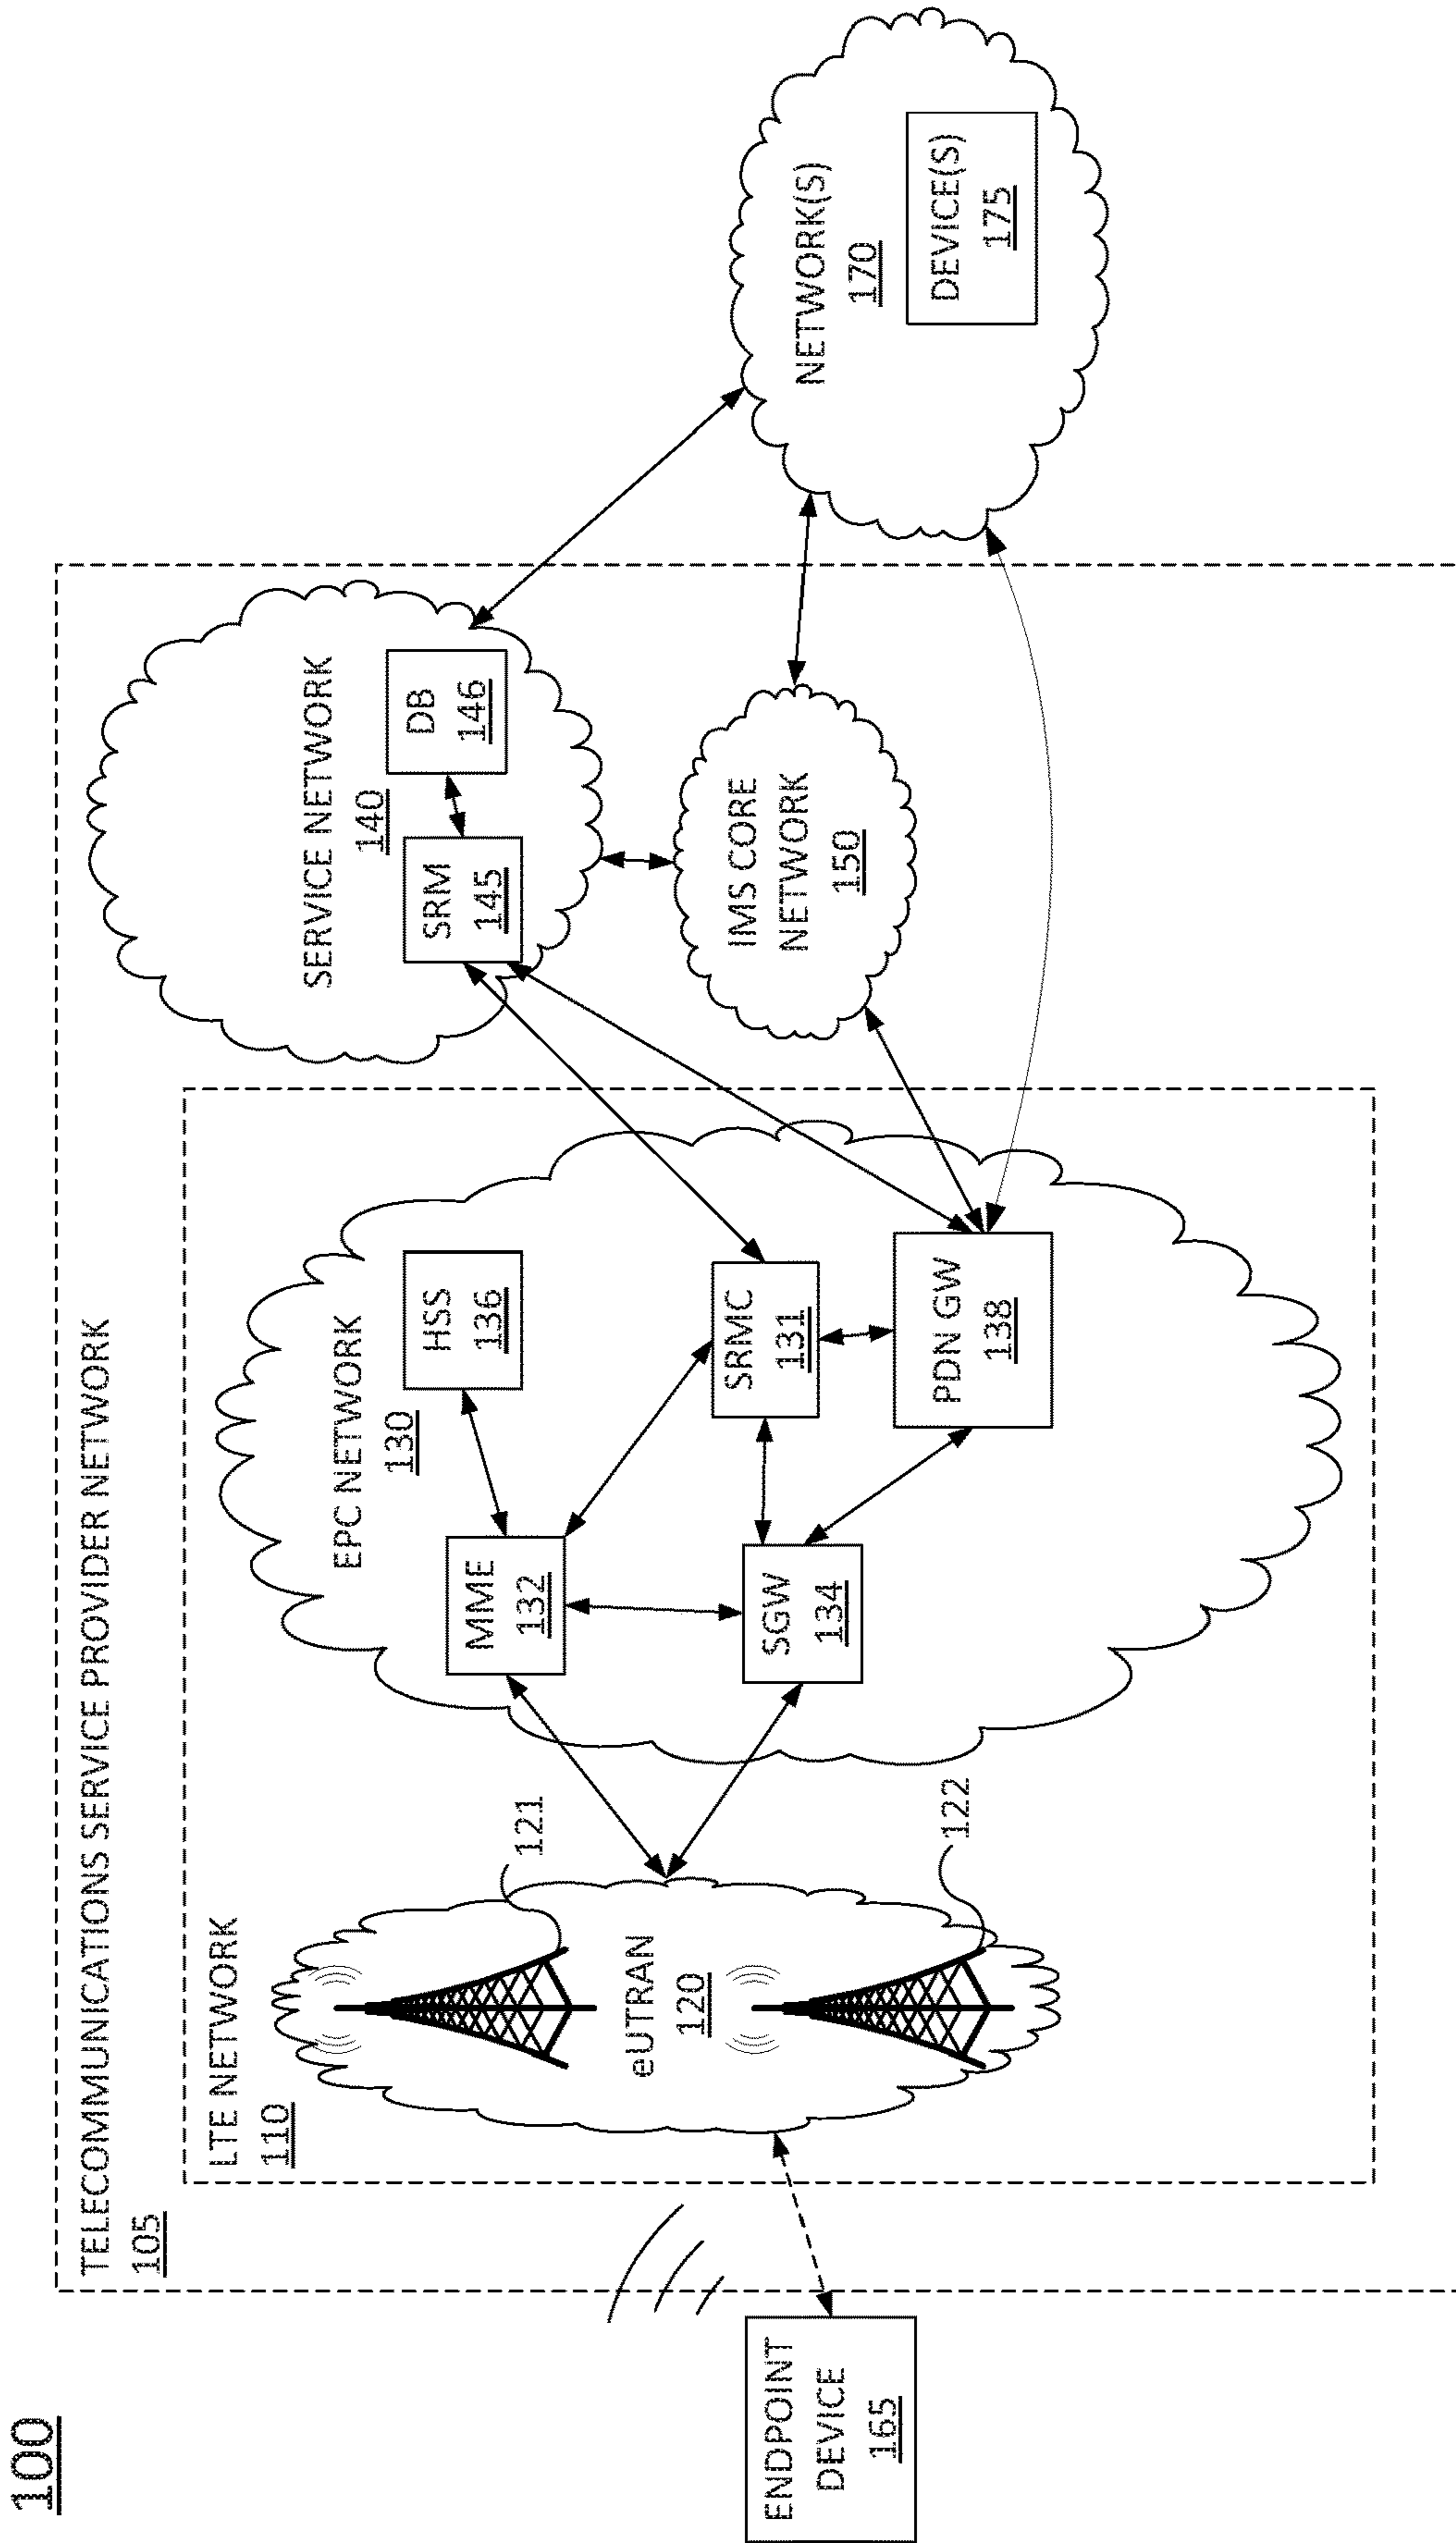 100
TELECOMMUNICATIONS SERVICE PROVIDER NETWORK
105
LTE NETWORK
110
ENDPOINT
DEVICE
165
121
eUTRAN
120
122
EPC NETWORK
130
MME
132
HSS
136
SGW
134
SRMC
131
PDN GW
138
SERVICE NETWORK
140
SRM
145
DB
146
IMS CORE
NETWORK
150
NETWORK(S)
170
DEVICE(S)
175